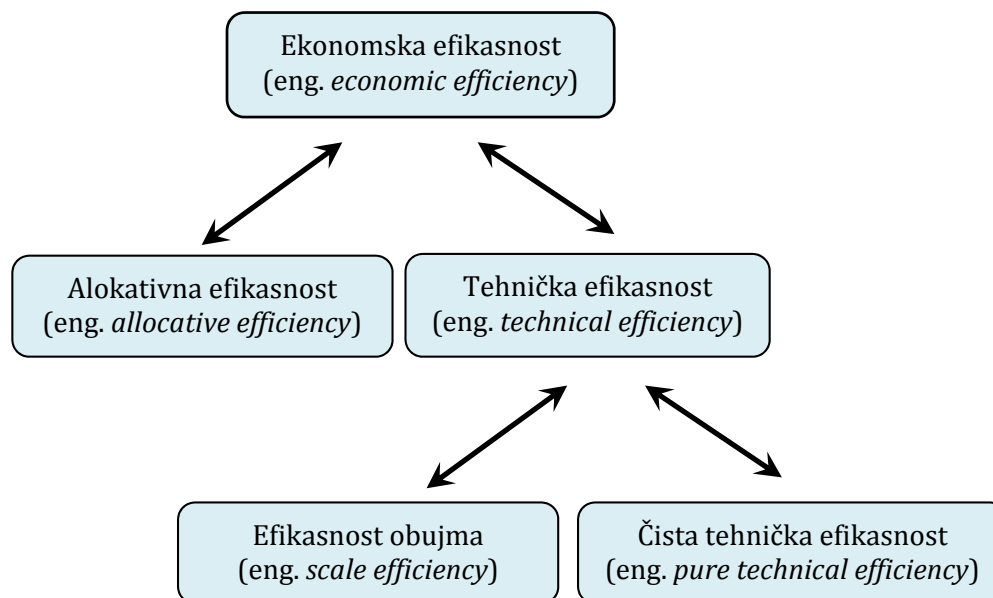 Ekonomska efikasnost
(eng. economic efficiency)
Alokativna efikasnost
(eng. allocative efficiency)
Tehnička efikasnost
(eng. technical efficiency)
Efikasnost obujma
(eng. scale efficiency)
Čista tehnička efikasnost
(eng. pure technical efficiency)